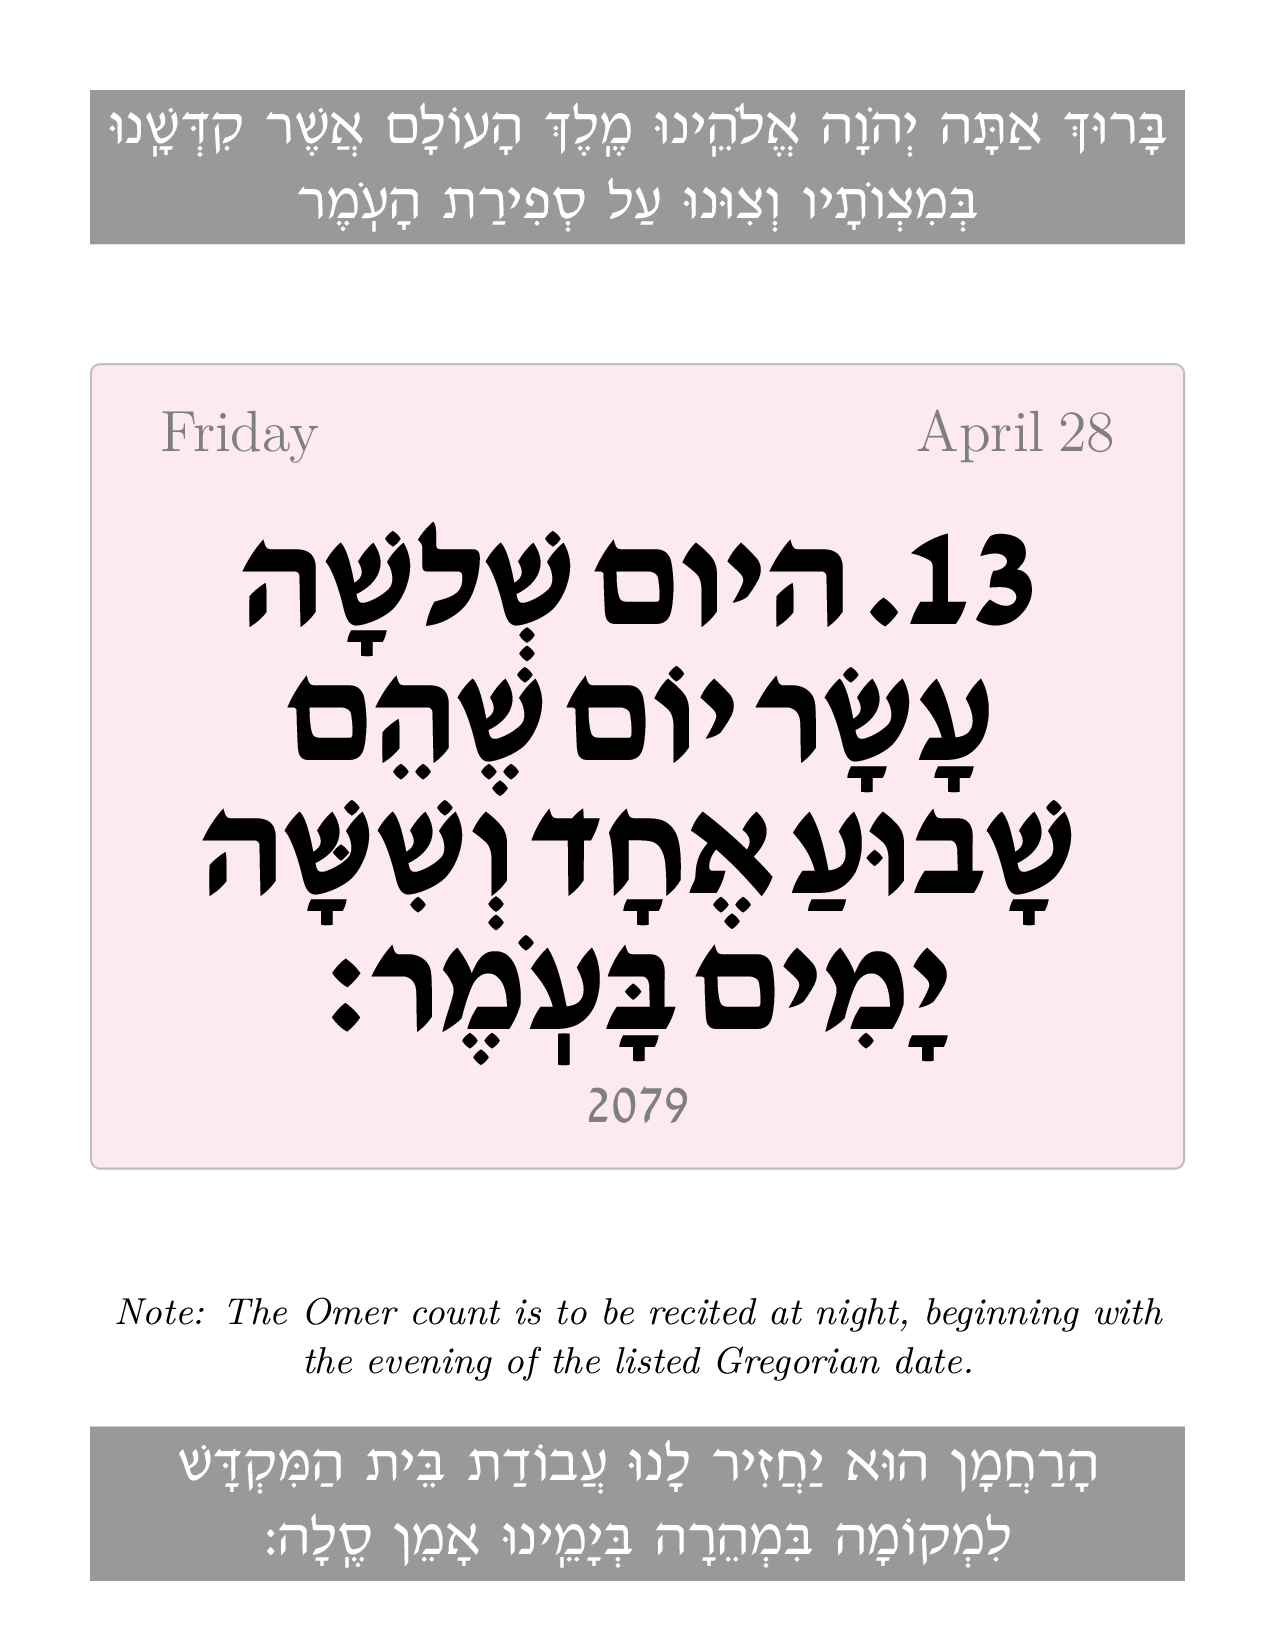 בָּרוּךְ אַתָּה יְהֹוָה אֱלֹהֵֽינוּ מֶֽלֶךְ הָעוֹלָם אֲשֶׁר קִדְּשָֽׁנוּ
בְּמִצְוֹתָיו וְצִוּנוּ עַל סְפִירַת הָעֹֽמֶר
Friday April 28
13. היום שְׁלשָׁה
עָשָׂר יוֹם שֶׁהֵם
שָׁבוּעַ אֶחָד וְשִׁשָּׁה
יָמִים בָּעֹֽמֶר:
2079
Note: The Omer count is to be recited at night, beginning with
the evening of the listed Gregorian date.
הָרַחֲמָן הוּא יַחֲזִיר לָנוּ עֲבוֹדַת בֵּית הַמִּקְדָּשׁ
לִמְקוֹמָהּ בִּמְהֵרָה בְּיָמֵֽינוּ אָמֵן סֶֽלָה: